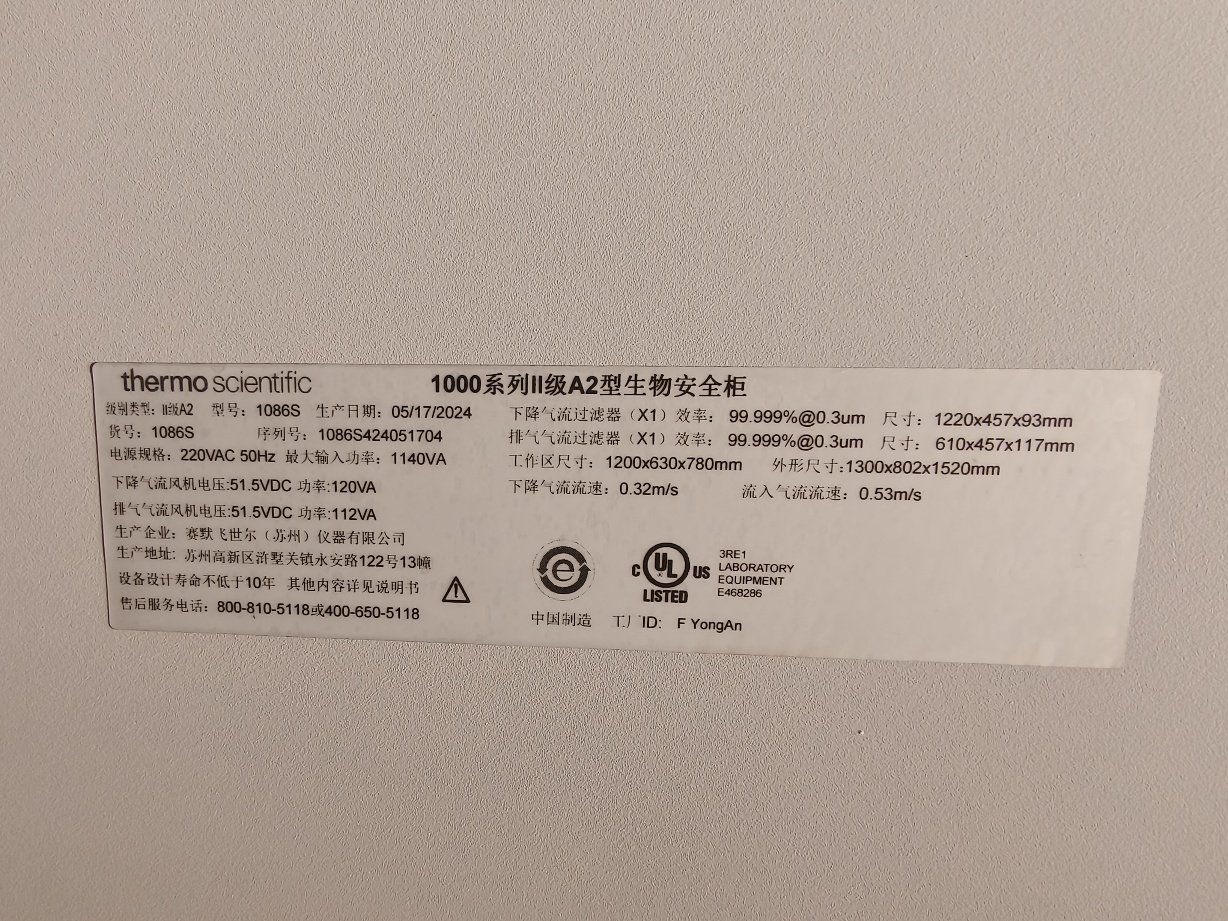 thermo scientific
1000系列II级A2型生物安全柜
级别类型：II级A2 型号：1086S 生产日期：05/17/2024
货号：1086S 序列号：1086S424051704
电源规格：220VAC 50Hz 最大输入功率：1140VA
下降气流风机电压:51.5VDC 功率:120VA
排气气流风机电压:51.5VDC 功率:112VA
生产企业：赛默飞世尔（苏州）仪器有限公司
生产地址：苏州高新区浒墅关镇永安路122号13幢
设备设计寿命不低于10年 其他内容详见说明书
售后服务电话：800-810-5118或400-650-5118
下降气流过滤器（X1）效率：99.999%@0.3um 尺寸：1220x457x93mm
排气气流过滤器（X1）效率：99.999%@0.3um 尺寸：610x457x117mm
工作区尺寸：1200x630x780mm 外形尺寸:1300x802x1520mm
下降气流流速：0.32m/s 流入气流流速：0.53m/s
e
c UL US
LISTED
3RE1
LABORATORY
EQUIPMENT
E468286
中国制造 工厂ID: F YongAn